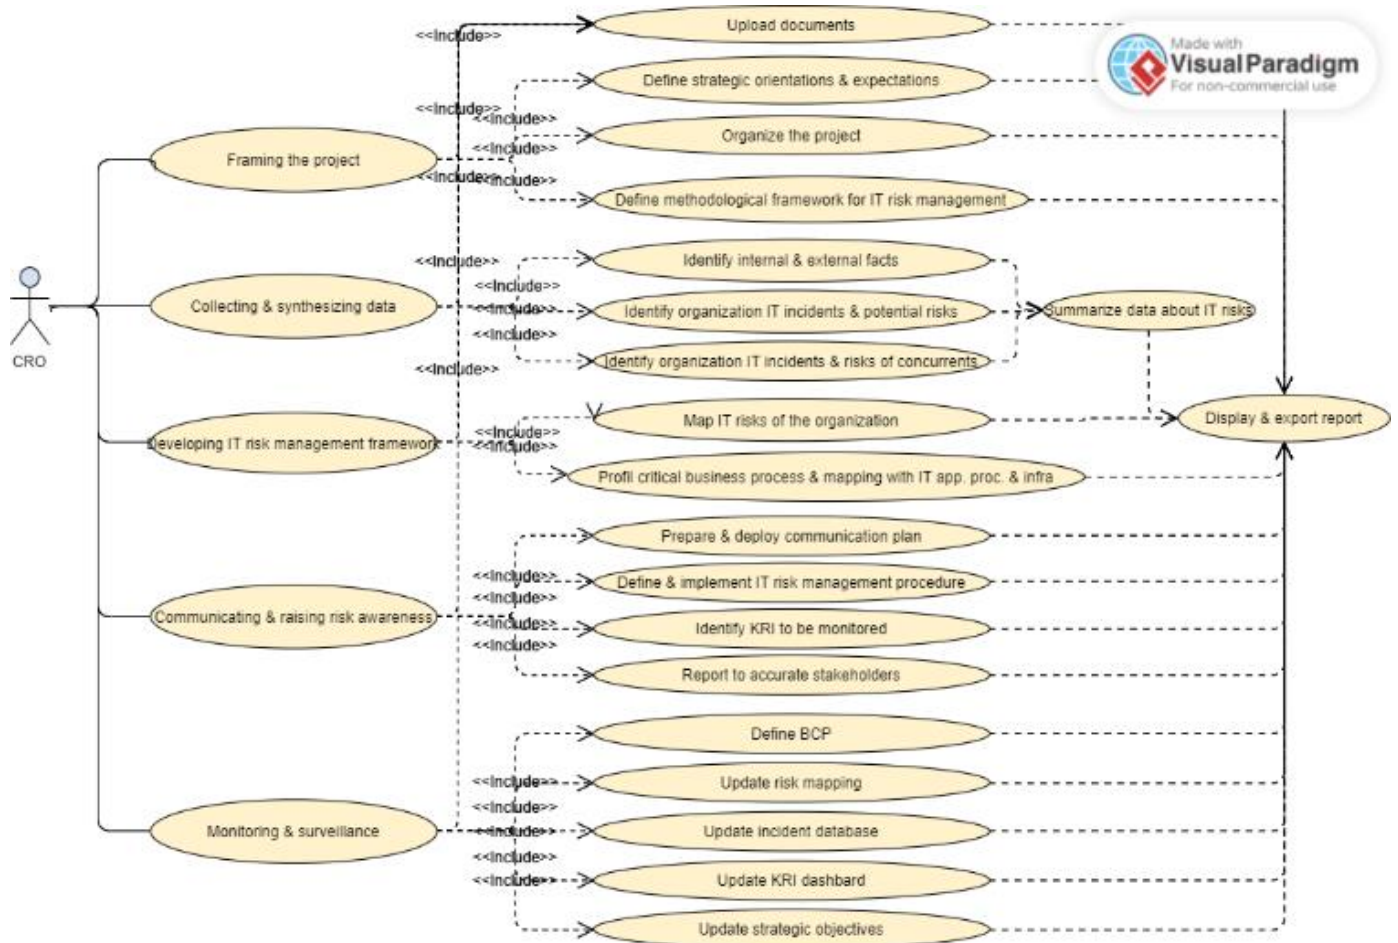 Upload documents
<<Include>>
Made with
Visual Paradigm
For non-commercial use
Define strategic orientations & expectations
<<Include>>
<<Include>>
Organize the project
<<Include>>
Framing the project
<<Include>>
<<Include>>
Define methodological framework for IT risk management
<<Include>>
Identify internal & external facts
<<Include>>
CRO
Collecting & synthesizing data
<<Include>>
Identify organization IT incidents & potential risks
Summarize data about IT risks
<<Include>>
Identify organization IT incidents & risks of concurrents
<<Include>>
Map IT risks of the organization
Display & export report
<<Include>>
Developing IT risk management framework
<<Include>>
Profil critical business process & mapping with IT app. proc. & infra
Prepare & deploy communication plan
<<Include>>
Define & implement IT risk management procedure
<<Include>>
Communicating & raising risk awareness
<<Include>>
Identify KRI to be monitored
<<Include>>
Report to accurate stakeholders
Define BCP
<<Include>>
Update risk mapping
<<Include>>
Monitoring & surveillance
<<Include>>
Update incident database
<<Include>>
<<Include>>
Update KRI dashbard
Update strategic objectives